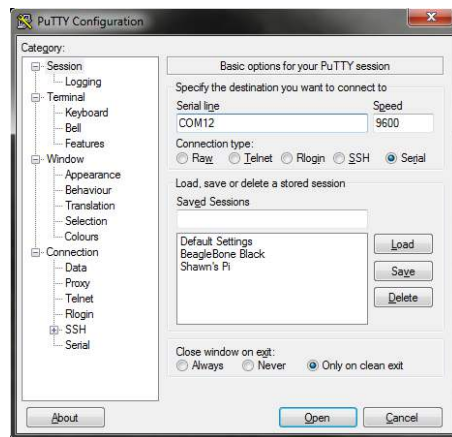 PuTTY Configuration
Category:
Session
Logging
Terminal
Keyboard
Bell
Features
Window
Appearance
Behaviour
Translation
Selection
Colours
Connection
Data
Proxy
Telnet
Rlogin
SSH
Serial
Basic options for your PuTTY session
Specify the destination you want to connect to
Serial line Speed
COM12 9600
Connection type:
Raw Telnet Rlogin SSH Serial
Load, save or delete a stored session
Saved Sessions
Default Settings
BeagleBone Black
Shawn's Pi
Load
Save
Delete
Close window on exit:
Always Never Only on clean exit
About Open Cancel